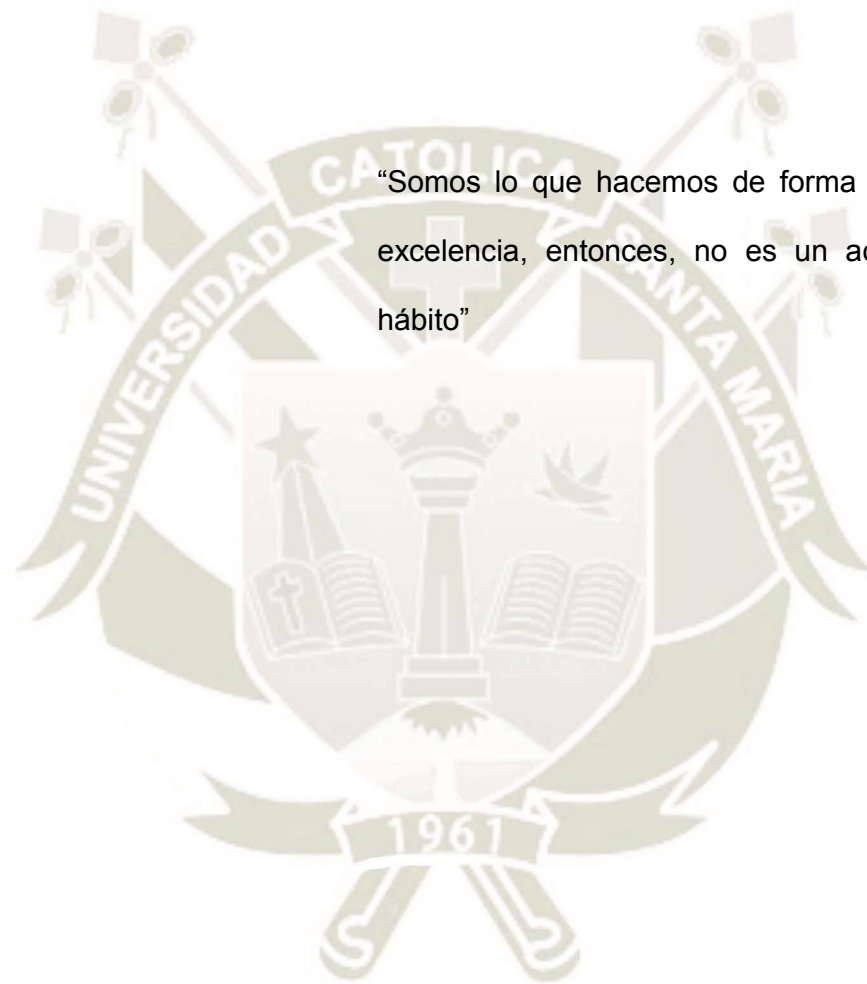 “Somos lo que hacemos de forma
excelencia, entonces, no es un
hábito”
UNIVERSIDAD
CATOLICA
SANTA MARIA
1961